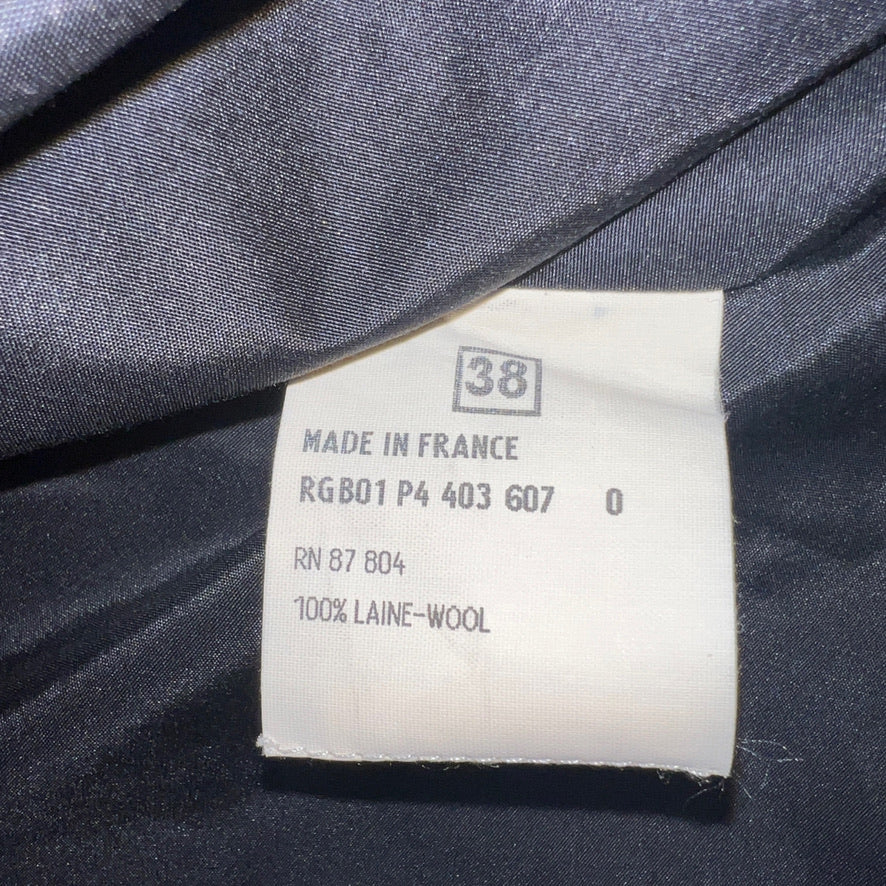 38
MADE IN FRANCE
RGB01 P4 403 607 0
RN 87 804
100% LAINE-WOOL